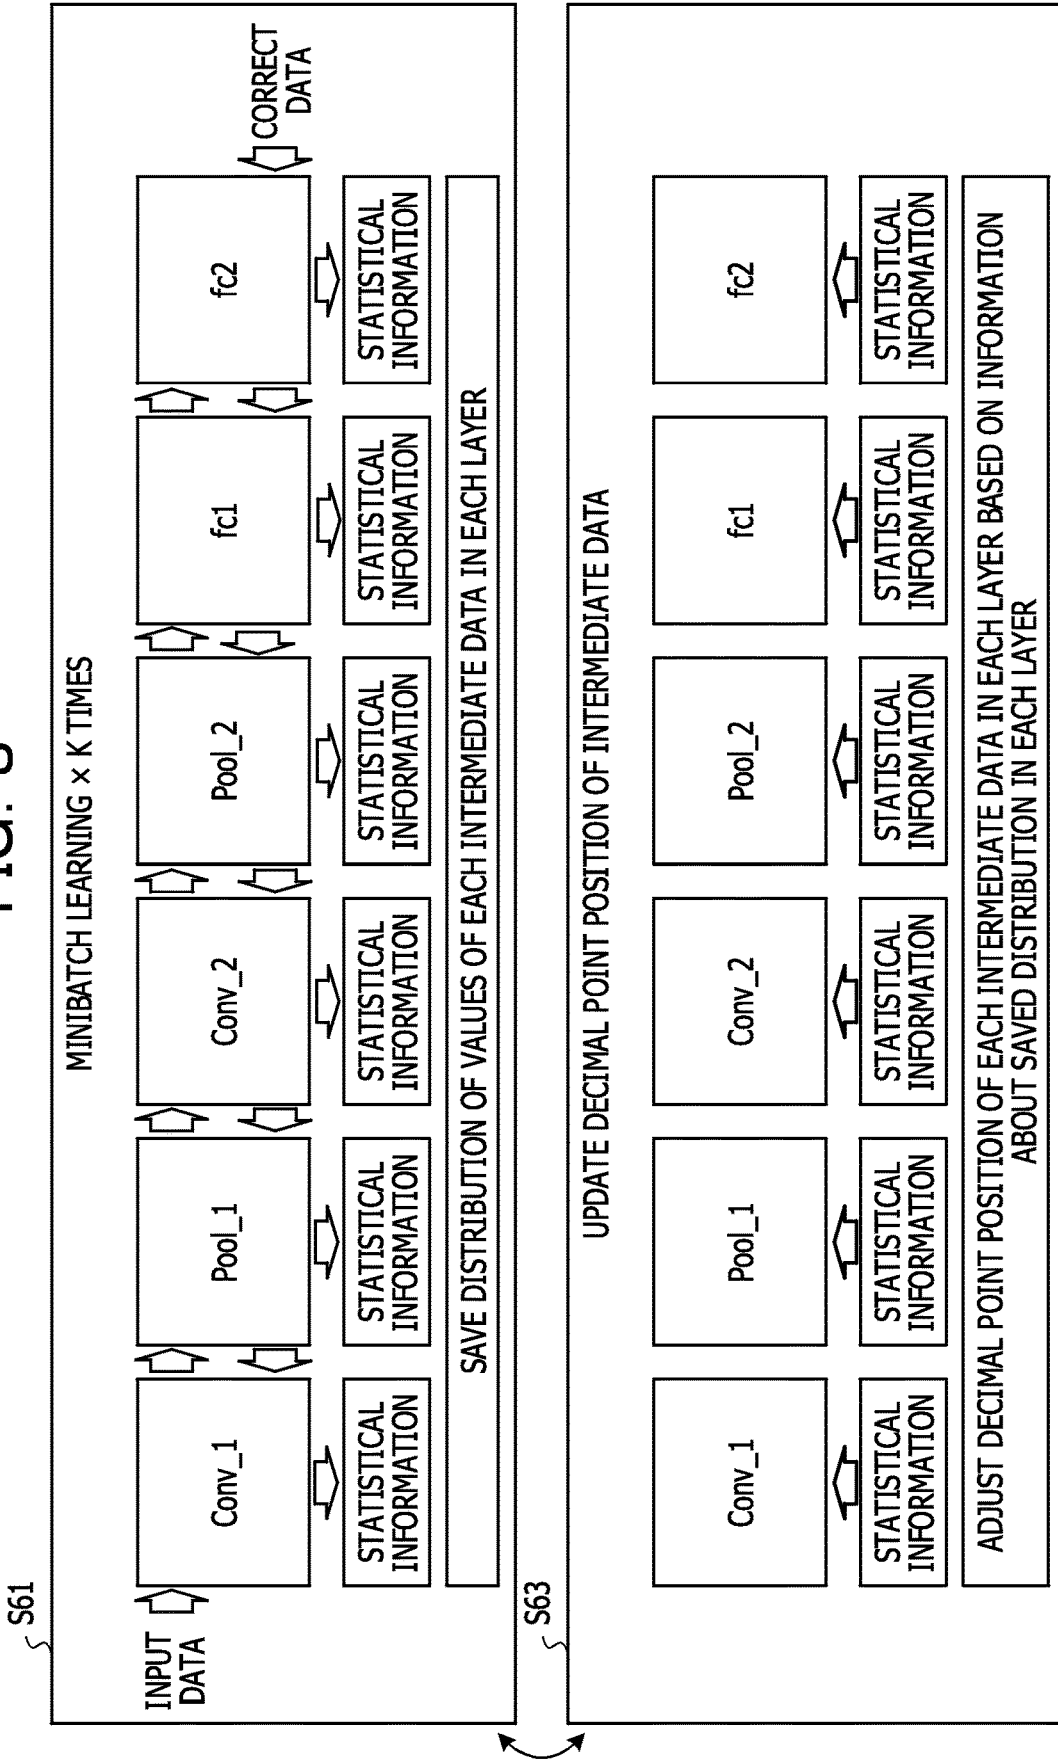 S61
MINIBATCH LEARNING × K TIMES
INPUT
DATA
Conv_1
Pool_1
Conv_2
Pool_2
fc1
fc2
CORRECT
DATA
STATISTICAL
INFORMATION
STATISTICAL
INFORMATION
STATISTICAL
INFORMATION
STATISTICAL
INFORMATION
STATISTICAL
INFORMATION
STATISTICAL
INFORMATION
SAVE DISTRIBUTION OF VALUES OF EACH INTERMEDIATE DATA IN EACH LAYER
S63
UPDATE DECIMAL POINT POSITION OF INTERMEDIATE DATA
Conv_1
Pool_1
Conv_2
Pool_2
fc1
fc2
STATISTICAL
INFORMATION
STATISTICAL
INFORMATION
STATISTICAL
INFORMATION
STATISTICAL
INFORMATION
STATISTICAL
INFORMATION
STATISTICAL
INFORMATION
ADJUST DECIMAL POINT POSITION OF EACH INTERMEDIATE DATA IN EACH LAYER BASED ON INFORMATION
ABOUT SAVED DISTRIBUTION IN EACH LAYER